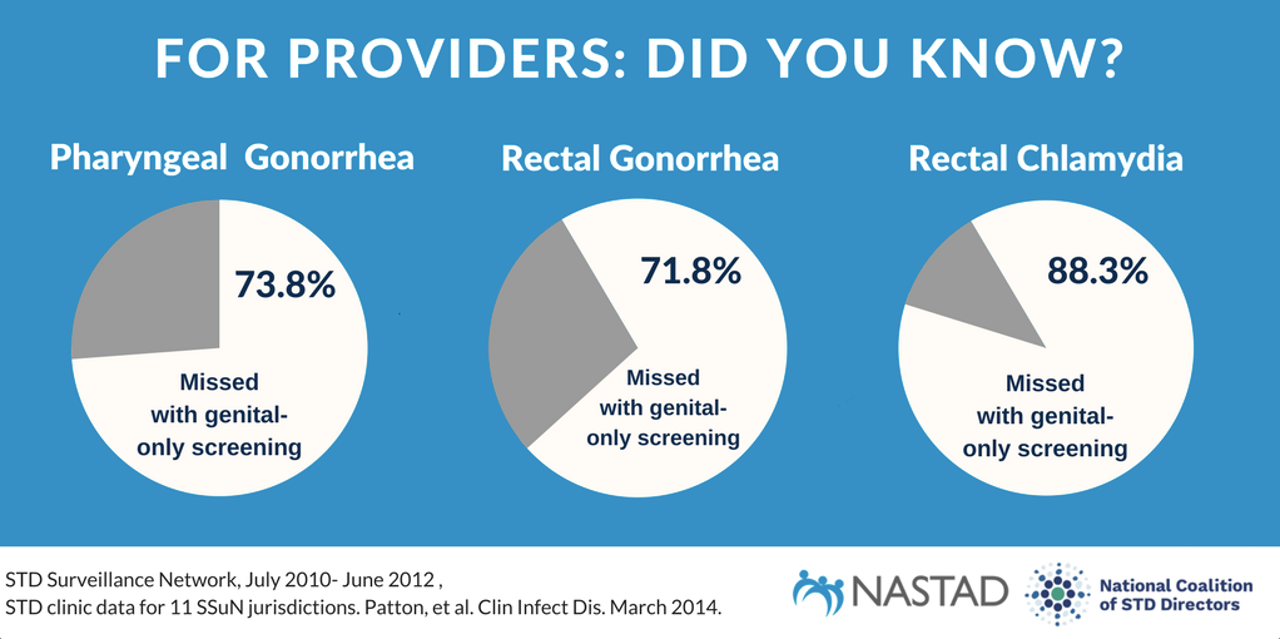 FOR PROVIDERS: DID YOU KNOW?
Pharyngeal Gonorrhea
73.8%
Missed
with genital-
only screening
Rectal Gonorrhea
71.8%
Missed
with genital-
only screening
Rectal Chlamydia
88.3%
Missed
with genital-
only screening
STD Surveillance Network, July 2010- June 2012 ,
STD clinic data for 11 SSuN jurisdictions. Patton, et al. Clin Infect Dis. March 2014.
NASTAD
National Coalition
of STD Directors